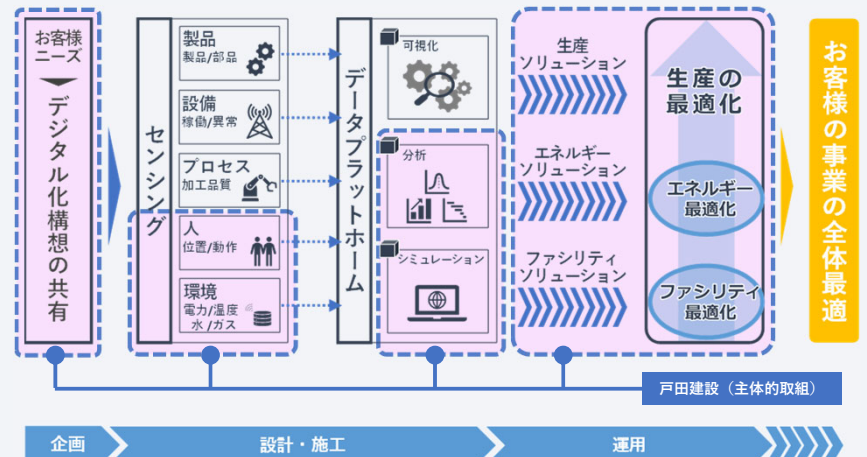 お客様
ニーズ
デジタル化構想の共有
センシング
製品
製品/部品
設備
稼働/異常
プロセス
加工品質
人
位置/動作
環境
電力/温度
水/ガス
データプラットホーム
可視化
分析
シミュレーション
生産
ソリューション
エネルギー
ソリューション
ファシリティ
ソリューション
生産の
最適化
エネルギー
最適化
ファシリティ
最適化
お客様の事業の全体最適
戸田建設（主体的取組）
企画
設計・施工
運用